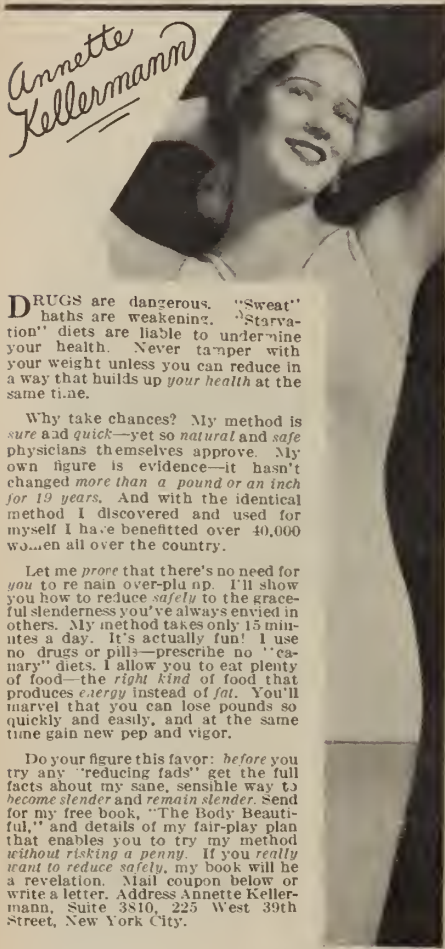 Annette
Kellermann
DRUGS are dangerous. "Sweat"
baths are weakening. "Starva-
tion" diets are liable to undermine
your health. Never tamper with
your weight unless you can reduce in
a way that builds up your health at the
same time.
Why take chances? My method is
sure and quick—yet so natural and safe
physicians themselves approve. My
own figure is evidence—it hasn't
changed more than a pound or an inch
for 19 years. And with the identical
method I discovered and used for
myself I have benefitted over 40,000
women all over the country.
Let me prove that there's no need for
you to remain over-plump. I'll show
you how to reduce safely to the grace-
ful slenderness you've always envied in
others. My method takes only 15 min-
utes a day. It's actually fun! I use
no drugs or pills—prescribe no "ca-
nary" diets. I allow you to eat plenty
of food—the right kind of food that
produces energy instead of fat. You'll
marvel that you can lose pounds so
quickly and easily, and at the same
time gain new pep and vigor.
Do your figure this favor: before you
try any "reducing fads" get the full
facts about my sane, sensible way to
become slender and remain slender. Send
for my free book, "The Body Beauti-
ful," and details of my fair-play plan
that enables you to try my method
without risking a penny. If you really
want to reduce safely, my book will be
a revelation. Mail coupon below or
write a letter. Address Annette Keller-
mann, Suite 3810, 225 West 39th
Street, New York City.